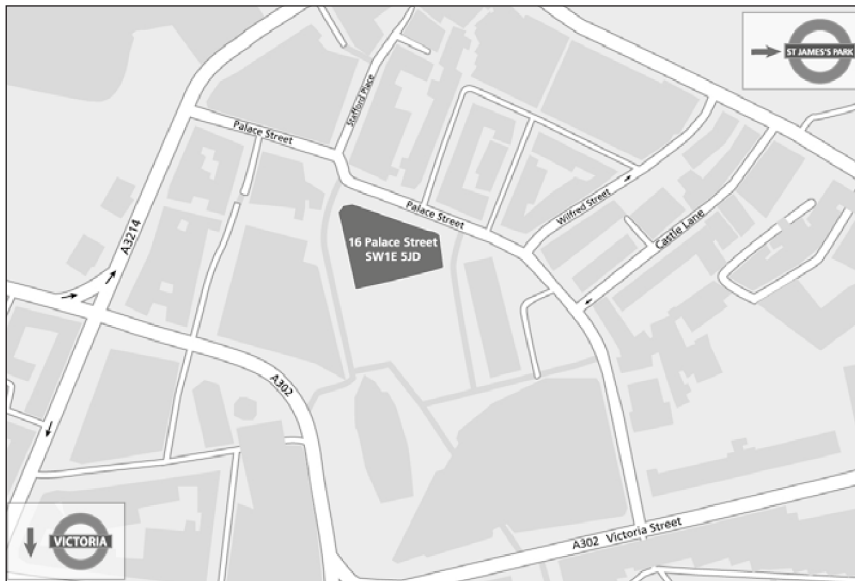 ST JAMES'S PARK
Stafford Place
Palace Street
Palace Street
Wilfred Street
Castle Lane
A3214
16 Palace Street
SW1E 5JD
A302
VICTORIA
A302 Victoria Street